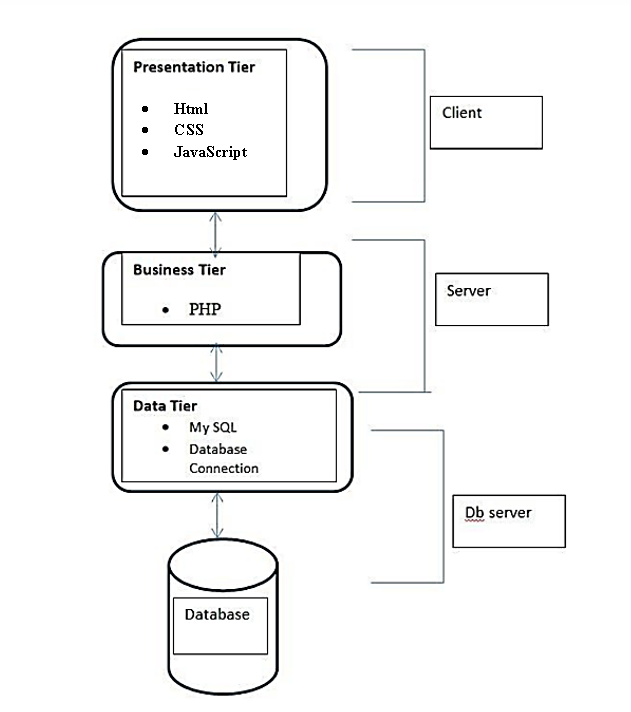 Presentation Tier
• Html
• CSS
• JavaScript
Client
Business Tier
• PHP
Server
Data Tier
• My SQL
• Database
Connection
Db server
Database